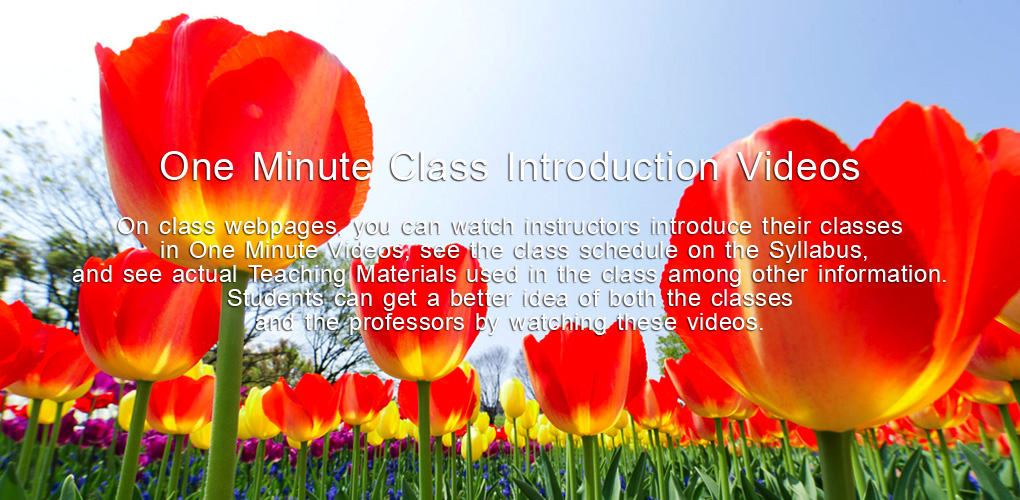 One Minute Class Introduction Videos
On class webpages, you can watch instructors introduce their classes
in One Minute Videos, see the class schedule on the Syllabus,
and see actual Teaching Materials used in the class among other information.
Students can get a better idea of both the classes
and the professors by watching these videos.